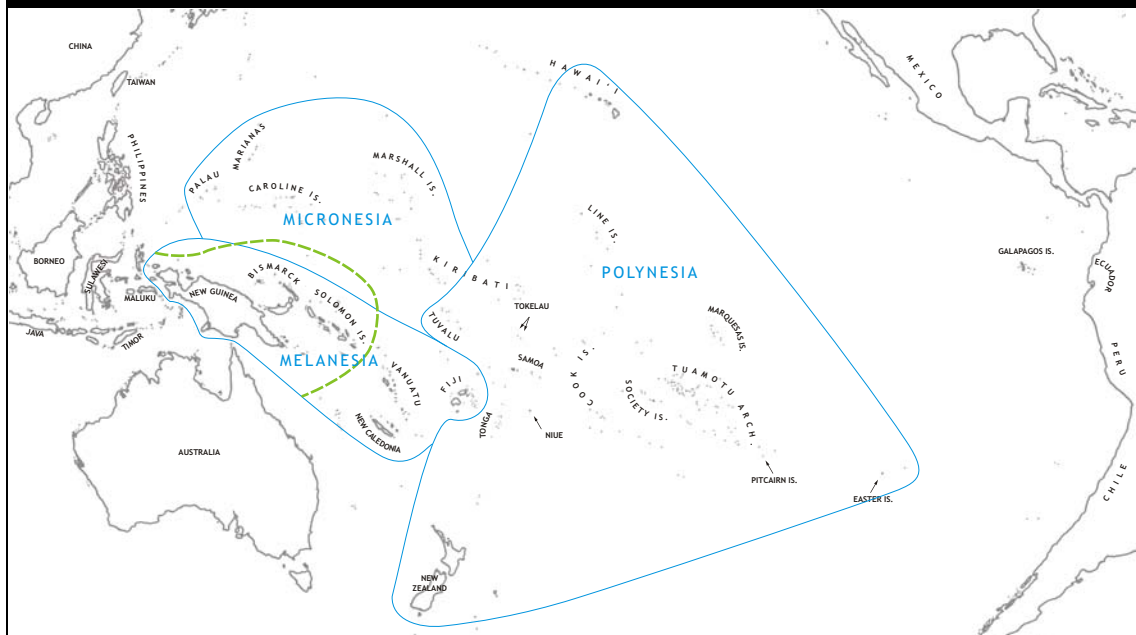 CHINA
TAIWAN
PHILIPPINES
HAWAI'I
MEXICO
MARIANAS
PALAU
CAROLINE IS.
MARSHALL IS.
MICRONESIA
LINE IS.
POLYNESIA
GALAPAGOS IS.
ECUADOR
BORNEO
SULAWESI
MALUKU
NEW GUINEA
BISMARCK
SOLOMON IS.
KIRIBATI
TUVALU
TOKELAU
MARQUESAS IS.
JAVA
TIMOR
MELANESIA
VANUATU
FIJI
SAMOA
COOK IS.
SOCIETY IS.
TUAMOTU ARCH.
PERU
NEW CALEDONIA
TONGA
NIUE
AUSTRALIA
PITCAIRN IS.
EASTER IS.
CHILE
NEW
ZEALAND